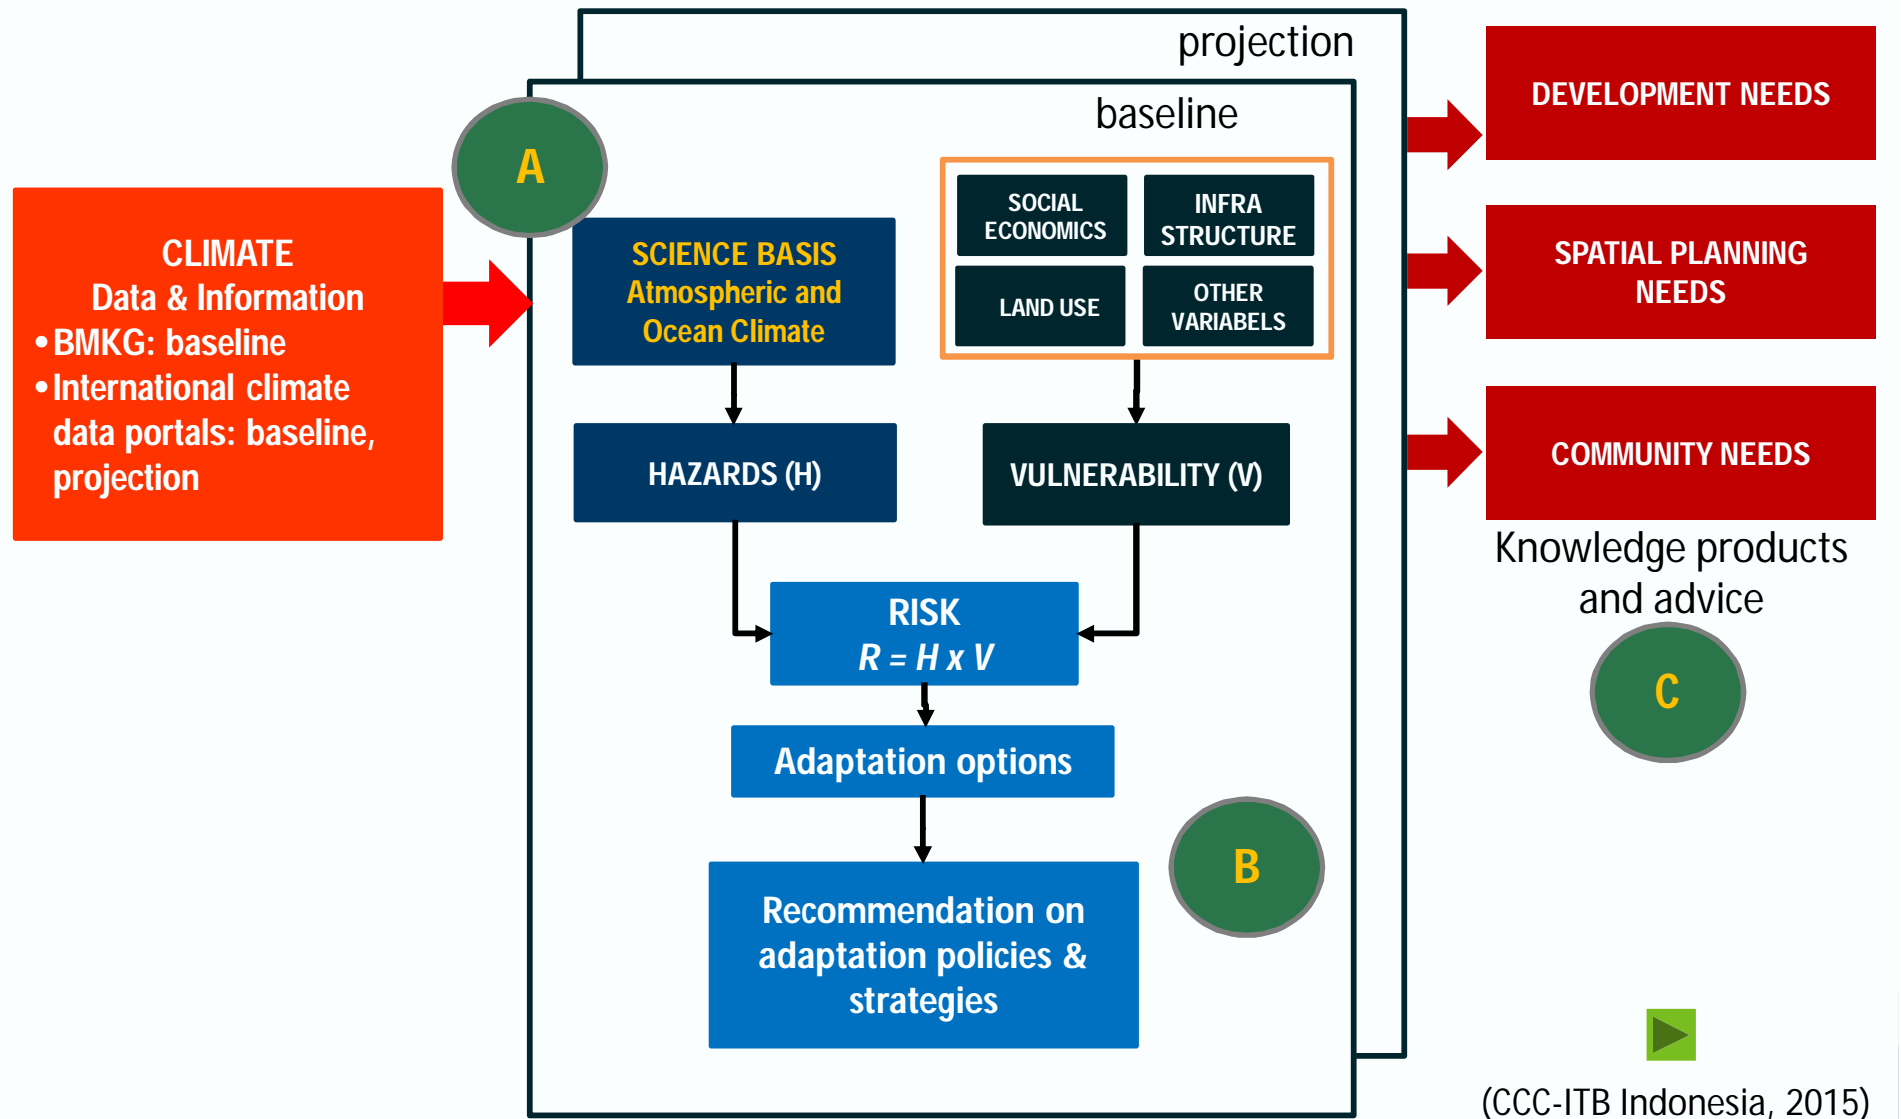 projection
baseline
A
CLIMATE
Data & Information
•BMKG: baseline
•International climate
data portals: baseline,
projection
SCIENCE BASIS
Atmospheric and
Ocean Climate
SOCIAL
ECONOMICS
INFRA
STRUCTURE
LAND USE
OTHER
VARIABELS
HAZARDS (H)
VULNERABILITY (V)
RISK
R = H x V
Adaptation options
Recommendation on
adaptation policies &
strategies
B
DEVELOPMENT NEEDS
SPATIAL PLANNING
NEEDS
COMMUNITY NEEDS
Knowledge products
and advice
C
(CCC-ITB Indonesia, 2015)